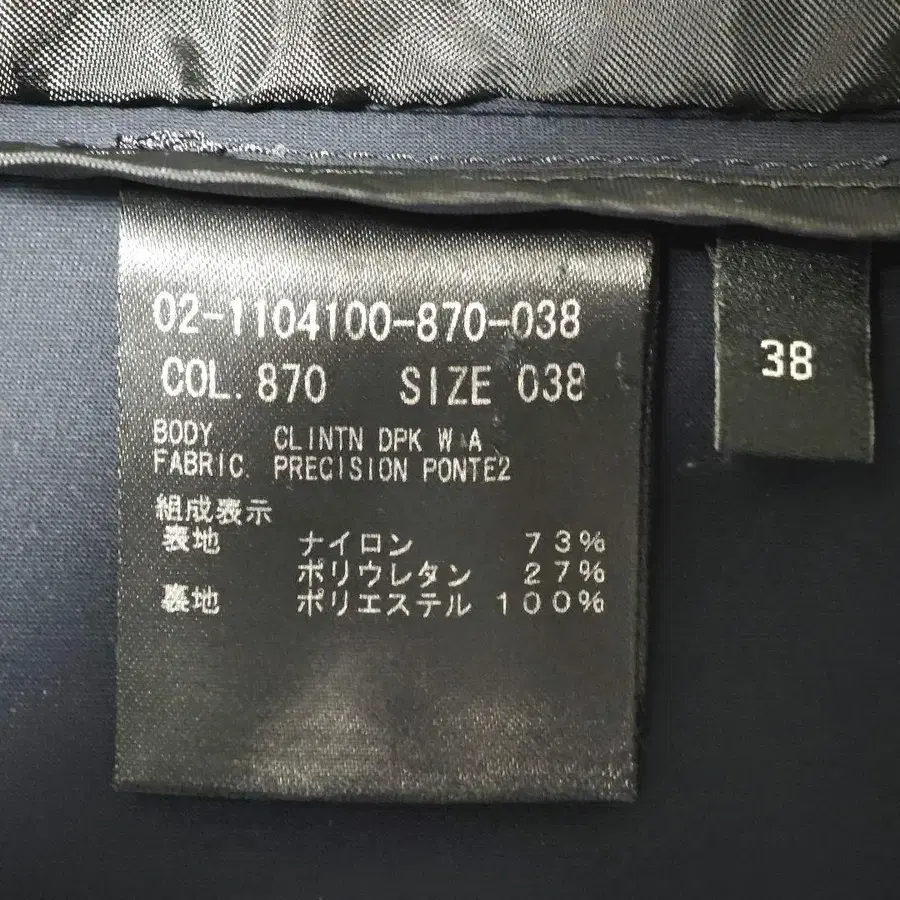 02-1104100-870-038
COL. 870 SIZE 038
BODY CLINTN DPK W A
FABRIC. PRECISION PONTE2
組成表示
表地 ナイロン 73%
ポリウレタン 27%
裏地 ポリエステル 100%
38